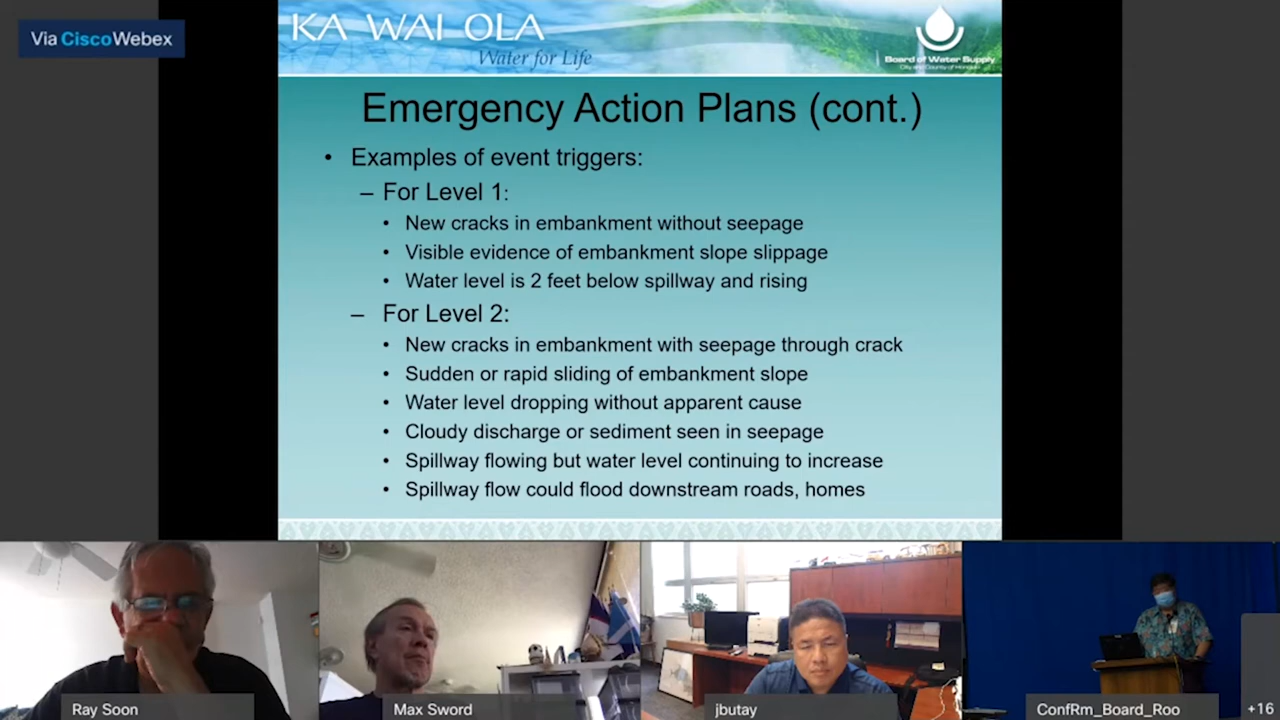 Via CiscoWebex
KA WAI OLA
Water for Life
Board of Water Supply
City and County of Honolulu
Emergency Action Plans (cont.)
• Examples of event triggers:
– For Level 1:
• New cracks in embankment without seepage
• Visible evidence of embankment slope slippage
• Water level is 2 feet below spillway and rising
– For Level 2:
• New cracks in embankment with seepage through crack
• Sudden or rapid sliding of embankment slope
• Water level dropping without apparent cause
• Cloudy discharge or sediment seen in seepage
• Spillway flowing but water level continuing to increase
• Spillway flow could flood downstream roads, homes
Ray Soon
Max Sword
jbutay
ConfRm_Board_Roo
+16